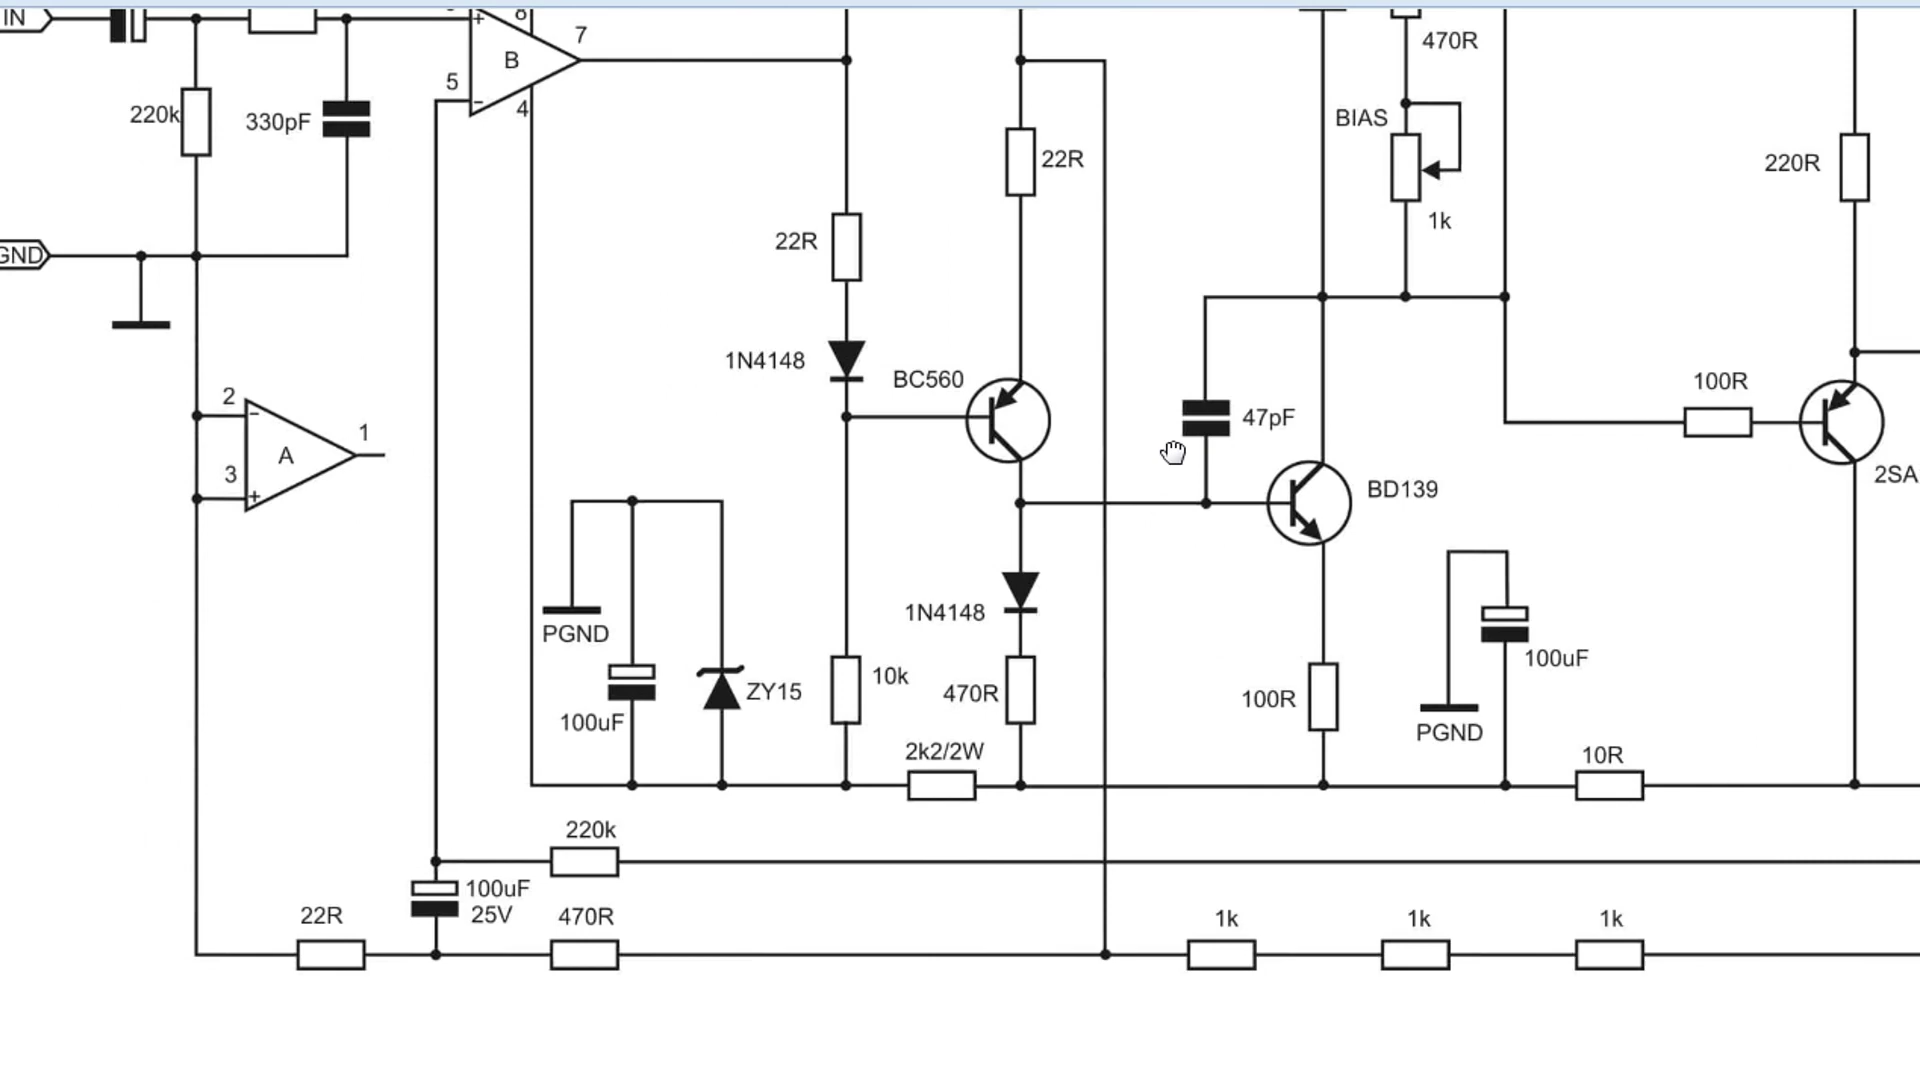 IN
8
7
470R
B
5
4
220k
330pF
BIAS
22R
220R
1k
22R
GND
1N4148
BC560
100R
2
47pF
1
A
3
2SA
BD139
1N4148
PGND
ZY15
10k
470R
100uF
100R
100uF
PGND
2k2/2W
10R
220k
100uF
25V
22R
470R
1k
1k
1k